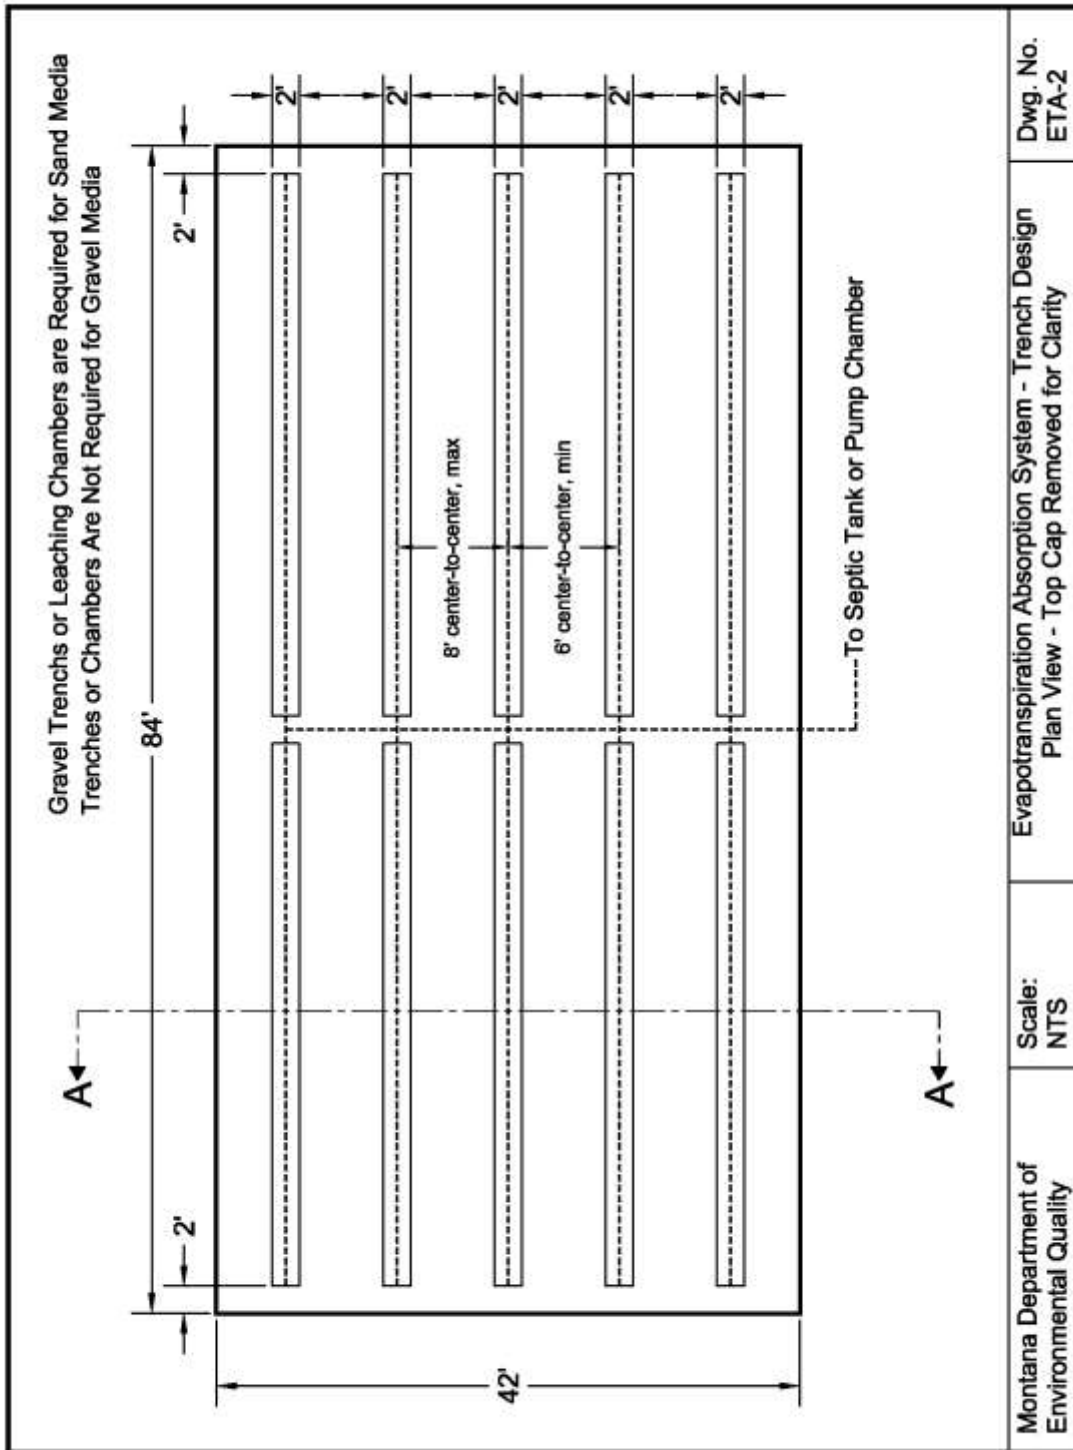 Gravel Trenchs or Leaching Chambers are Required for Sand Media
Trenches or Chambers Are Not Required for Gravel Media
84'
2'
2'
2'
2'
2'
2'
2'
42'
8' center-to-center, max
6' center-to-center, min
To Septic Tank or Pump Chamber
A
A
Montana Department of
Environmental Quality
Scale:
NTS
Evapotranspiration Absorption System - Trench Design
Plan View - Top Cap Removed for Clarity
Dwg. No.
ETA-2